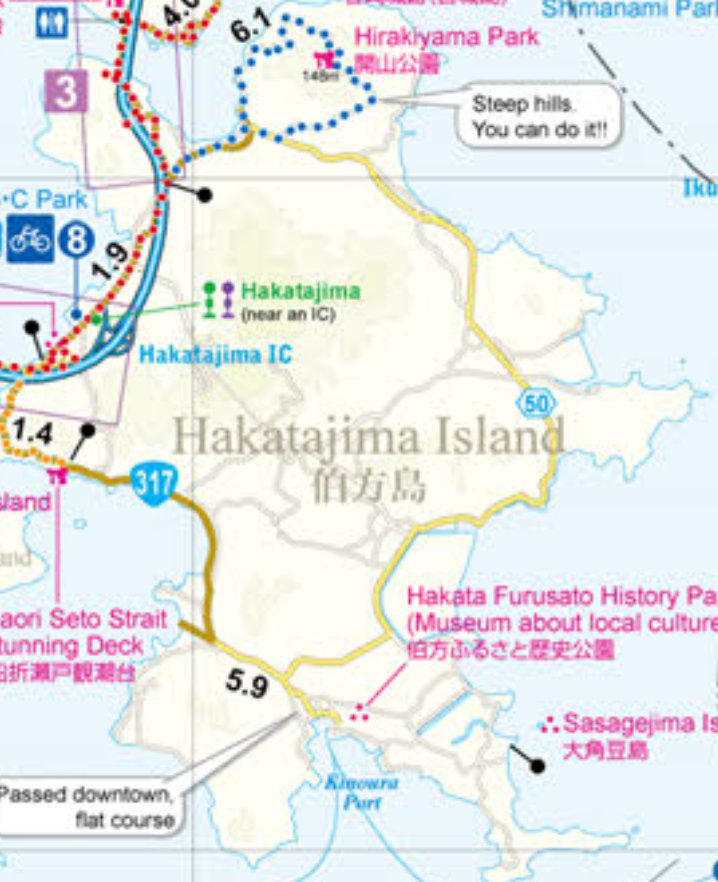 4.0
6.1
Shimanami Par
Hirakiyama Park
開山公園
148m
3
Steep hills.
You can do it!!
C Park
8
1.9
Hakatajima
(near an IC)
Hakatajima IC
50
1.4
Hakatajima Island
伯方島
317
Island
aori Seto Strait
tunning Deck
船折瀬戸観潮台
Hakata Furusato History Pa
(Museum about local culture
伯方ふるさと歴史公園
5.9
Sasagejima Is
大角豆島
Kinoura
Port
Passed downtown,
flat course